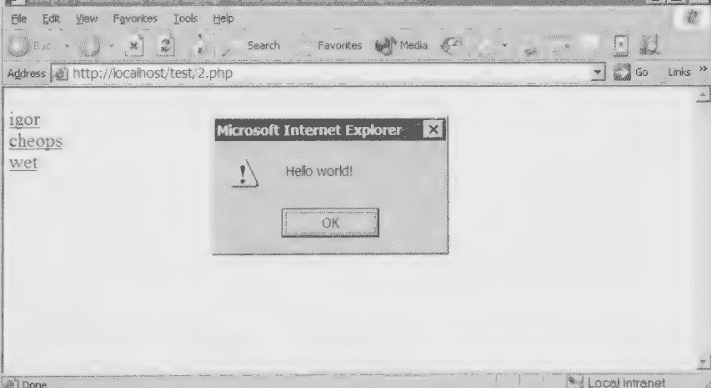 File Edit View Favorites Tools Help
Search Favorites Media
Address http://localhost/test/2.php Go Links »
igor
cheops
wet
Microsoft Internet Explorer
Hello world!
OK
Done Local intranet